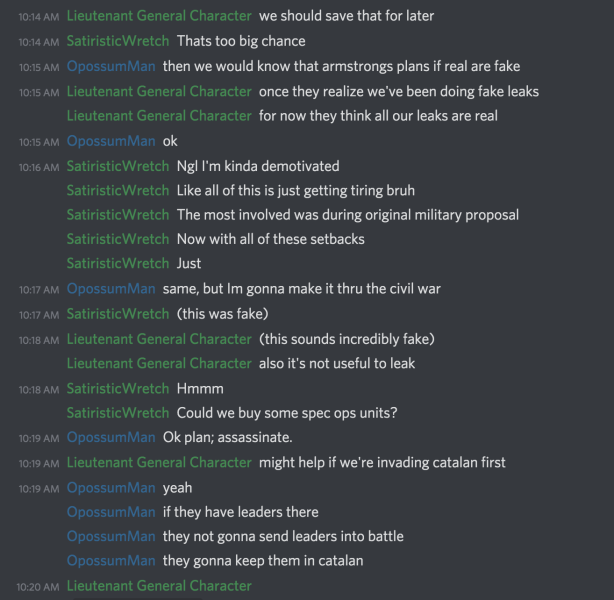 10:14 AM Lieutenant General Character we should save that for later
10:14 AM SatiristicWretch Thats too big chance
10:15 AM OpossumMan then we would know that armstrongs plans if real are fake
10:15 AM Lieutenant General Character once they realize we've been doing fake leaks
Lieutenant General Character for now they think all our leaks are real
10:15 AM OpossumMan ok
10:16 AM SatiristicWretch Ngl I'm kinda demotivated
SatiristicWretch Like all of this is just getting tiring bruh
SatiristicWretch The most involved was during original military proposal
SatiristicWretch Now with all of these setbacks
SatiristicWretch Just
10:17 AM OpossumMan same, but Im gonna make it thru the civil war
10:17 AM SatiristicWretch (this was fake)
10:18 AM Lieutenant General Character (this sounds incredibly fake)
Lieutenant General Character also it's not useful to leak
10:18 AM SatiristicWretch Hmmm
SatiristicWretch Could we buy some spec ops units?
10:19 AM OpossumMan Ok plan; assassinate.
10:19 AM Lieutenant General Character might help if we're invading catalan first
10:19 AM OpossumMan yeah
OpossumMan if they have leaders there
OpossumMan they not gonna send leaders into battle
OpossumMan they gonna keep them in catalan
10:20 AM Lieutenant General Character